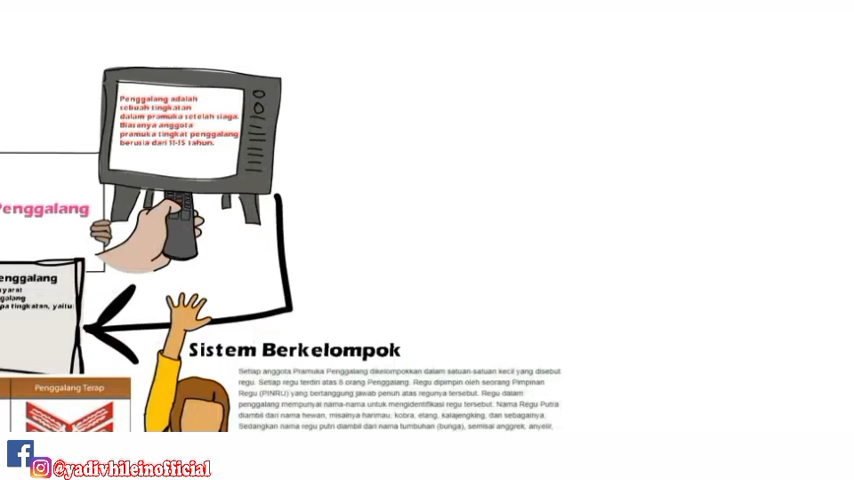 Penggalang adalah
sebuah tingkatan
dalam pramuka setelah siaga.
Biasanya anggota
pramuka tingkat penggalang
berusia dari 11-15 tahun.
Penggalang
enggalang
syarat
galang
pa tingkatan, yaitu:
Sistem Berkelompok
Setiap anggota Pramuka Penggalang dikelompokkan dalam satuan-satuan kecil yang disebut
regu. Setiap regu terdiri atas 8 orang Penggalang. Regu dipimpin oleh seorang Pimpinan
Regu (PINRU) yang bertanggung jawab penuh atas regunya tersebut. Regu dalam
penggalang mempunyai nama-nama untuk mengidentifikasi regu tersebut. Nama Regu Putra
diambil dari nama hewan, misalnya harimau, kobra, elang, kalajengking, dan sebagainya.
Sedangkan nama regu putri diambil dari nama tumbuhan (bunga), semisal anggrek, anyelir,
Penggalang Terap
@yadivhileinofficial